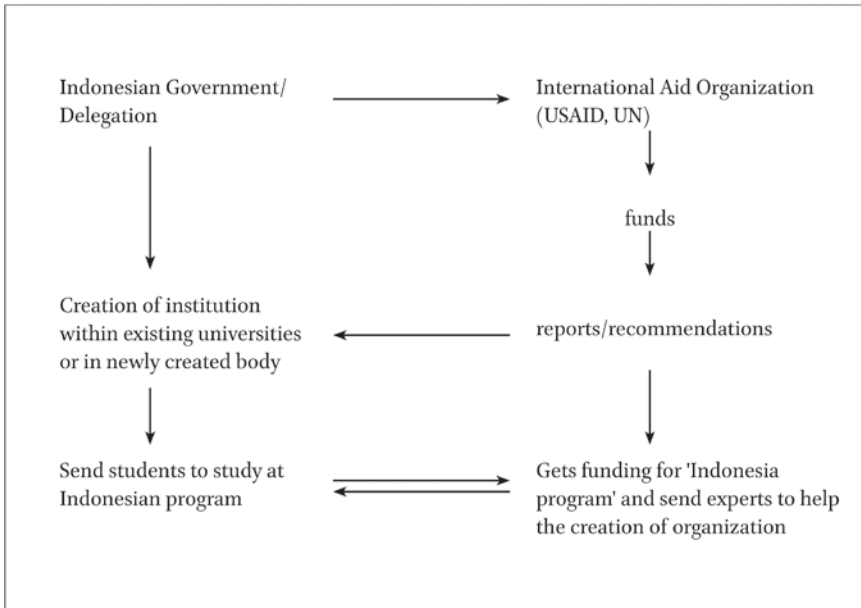 Indonesian Government/
Delegation
International Aid Organization
(USAID, UN)
funds
Creation of institution
within existing universities
or in newly created body
reports/recommendations
Send students to study at
Indonesian program
Gets funding for 'Indonesia
program' and send experts to help
the creation of organization